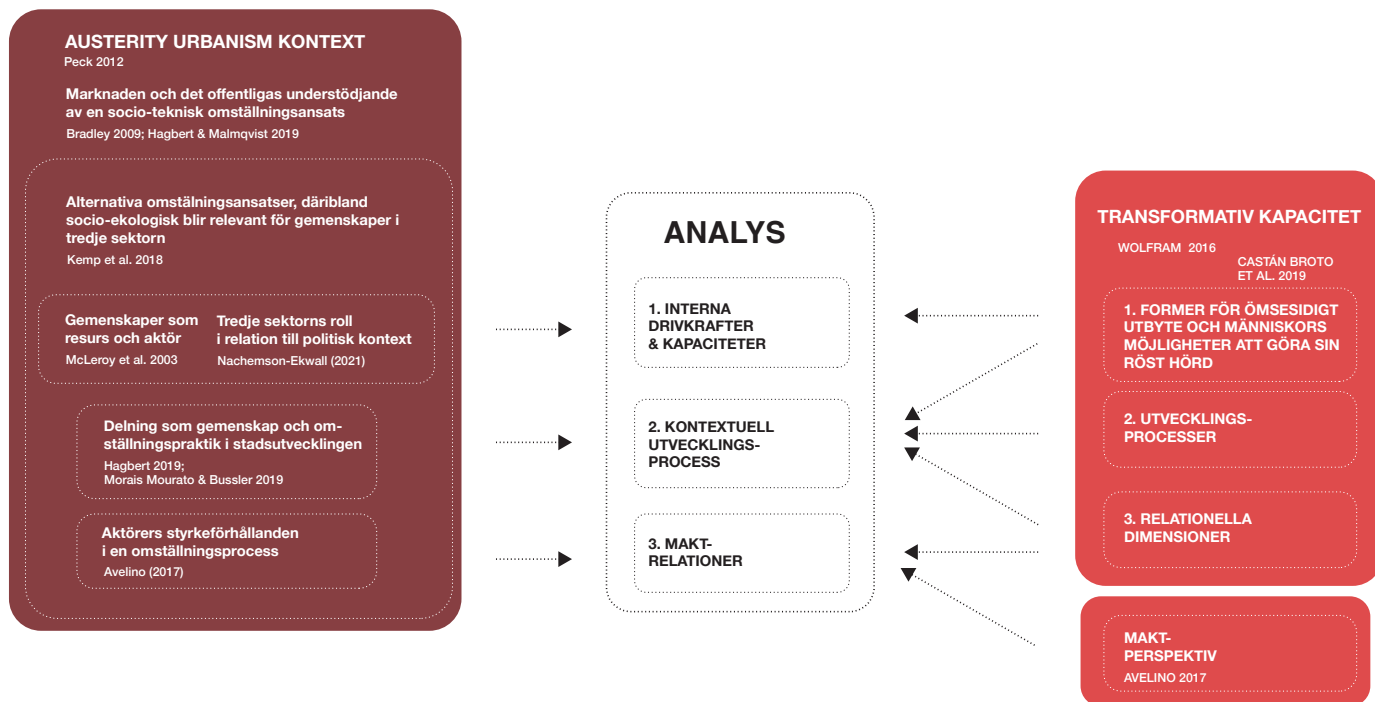 AUSTERITY URBANISM KONTEXT
Peck 2012
Marknaden och det offentligas understödjande
av en socio-teknisk omställningsansats
Bradley 2009; Hagbert & Malmqvist 2019
Alternativa omstälningsansatser, däribland
socio-ekologisk blir relevant för gemenskaper i
tredje sektorn
Kemp et al. 2018
Gemenskaper som
resurs och aktör
McLeroy et al. 2003
Tredje sektorns roll
i relation till politisk kontext
Nachemson-Ekwall (2021)
Delning som gemenskap och om-
ställningspraktik i stadsutvecklingen
Hagbert 2019;
Morais Mourato & Bussler 2019
Aktörers styrkeförhållanden
i en omställningsprocess
Avelino (2017)
ANALYS
1. INTERNA
DRIVKRAFTER
& KAPACITETER
2. KONTEXTUELL
UTVECKLINGS-
PROCESS
3. MAKT-
RELATIONER
TRANSFORMATIV KAPACITET
WOLFRAM 2016
CASTÁN BROTO
ET AL. 2019
1. FORMER FÖR ÖMSESIDIGT
UTBYTE OCH MÄNNISKORS
MÖJLIGHETER ATT GÖRA SIN
RÖST HÖRD
2. UTVECKLINGS-
PROCESSER
3. RELATIONELLA
DIMENSIONER
MAKT-
PERSPEKTIV
AVELINO 2017